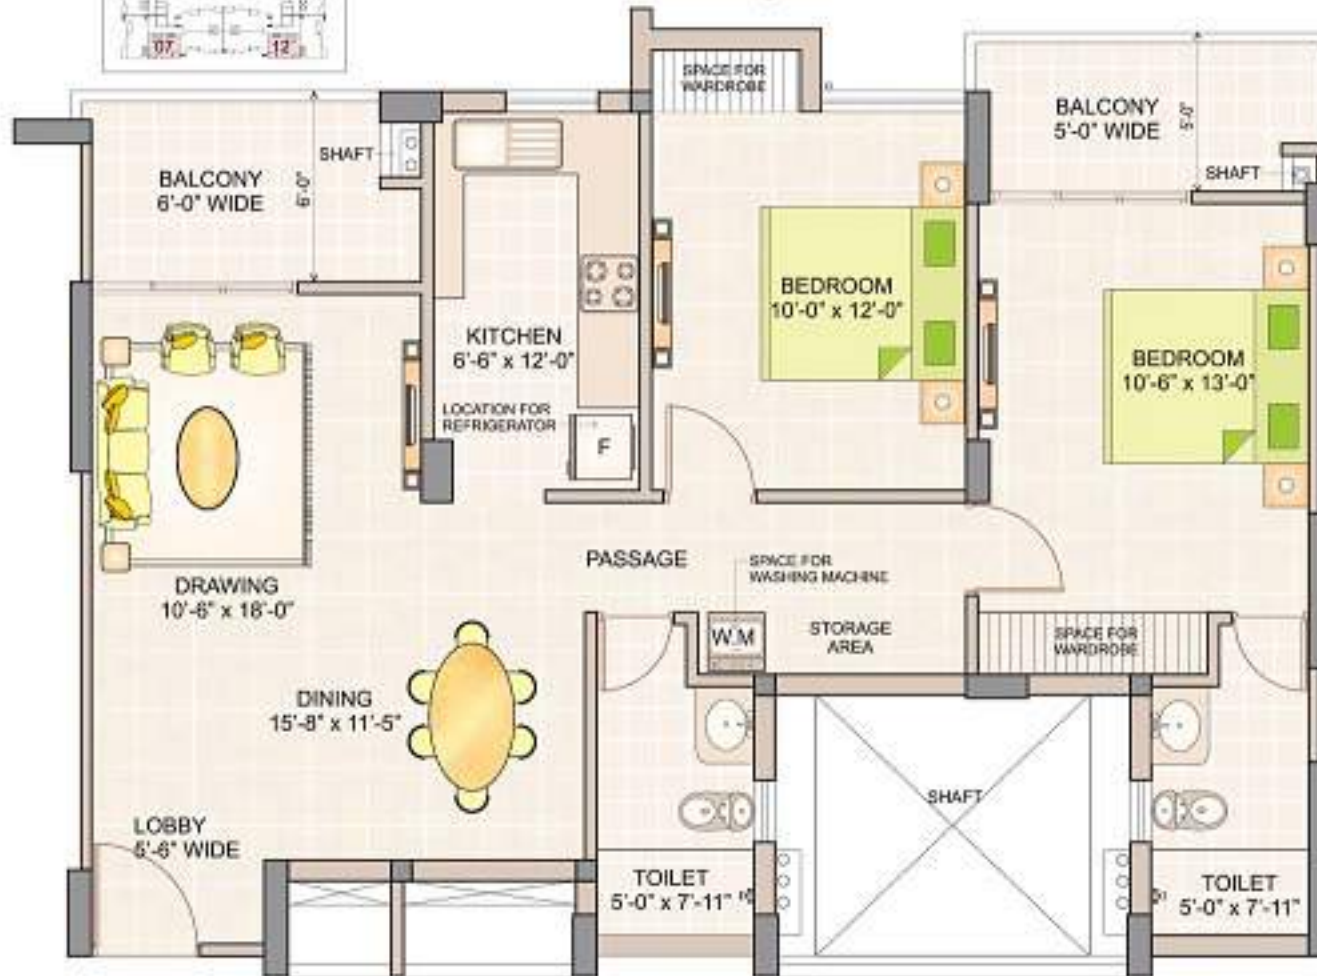 07
12
BALCONY
6'-0" WIDE
6'-0"
SHAFT
SPACE FOR
WARDROBE
BALCONY
5'-0" WIDE
5'-0"
SHAFT
KITCHEN
6'-6" x 12'-0"
LOCATION FOR
REFRIGERATOR
F
BEDROOM
10'-0" x 12'-0"
BEDROOM
10'-6" x 13'-0"
DRAWING
10'-6" x 18'-0"
PASSAGE
SPACE FOR
WASHING MACHINE
W.M
STORAGE
AREA
SPACE FOR
WARDROBE
DINING
15'-8" x 11'-5"
LOBBY
5'-6" WIDE
SHAFT
TOILET
5'-0" x 7'-11"
TOILET
5'-0" x 7'-11"